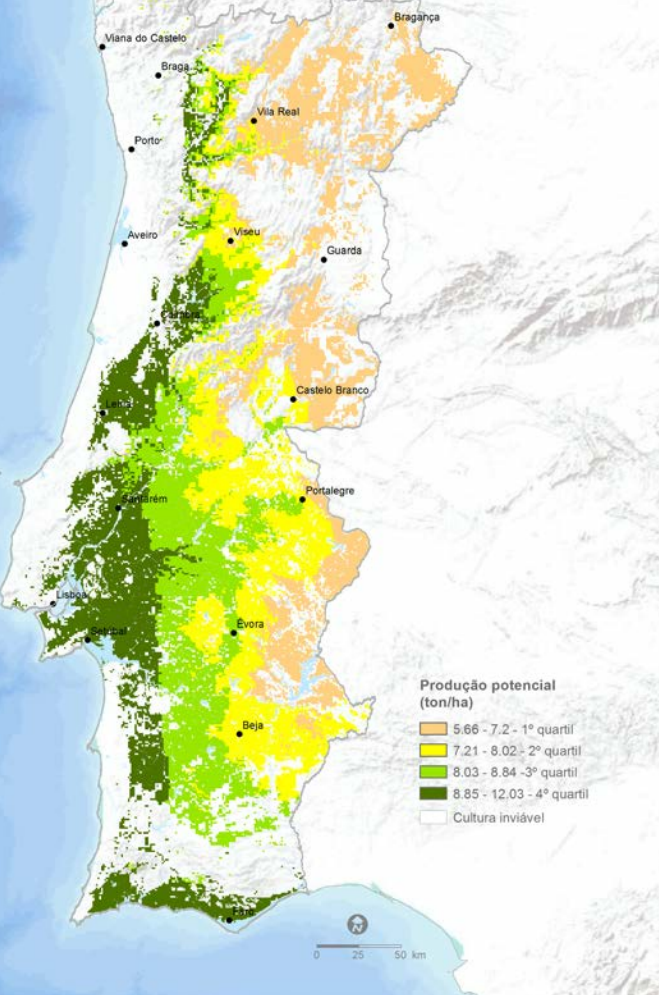 Bragança
Viana do Castelo
Braga
Vila Real
Porto
Aveiro
Viseu
Guarda
Coimbra
Castelo Branco
Leiria
Portalegre
Santarém
Lisboa
Évora
Setúbal
Beja
Faro
Produção potencial
(ton/ha)
5.66 - 7.2 - 1º quartil
7.21 - 8.02 - 2º quartil
8.03 - 8.84 -3º quartil
8.85 - 12.03 - 4º quartil
Cultura inviável
N
0 25 50 km